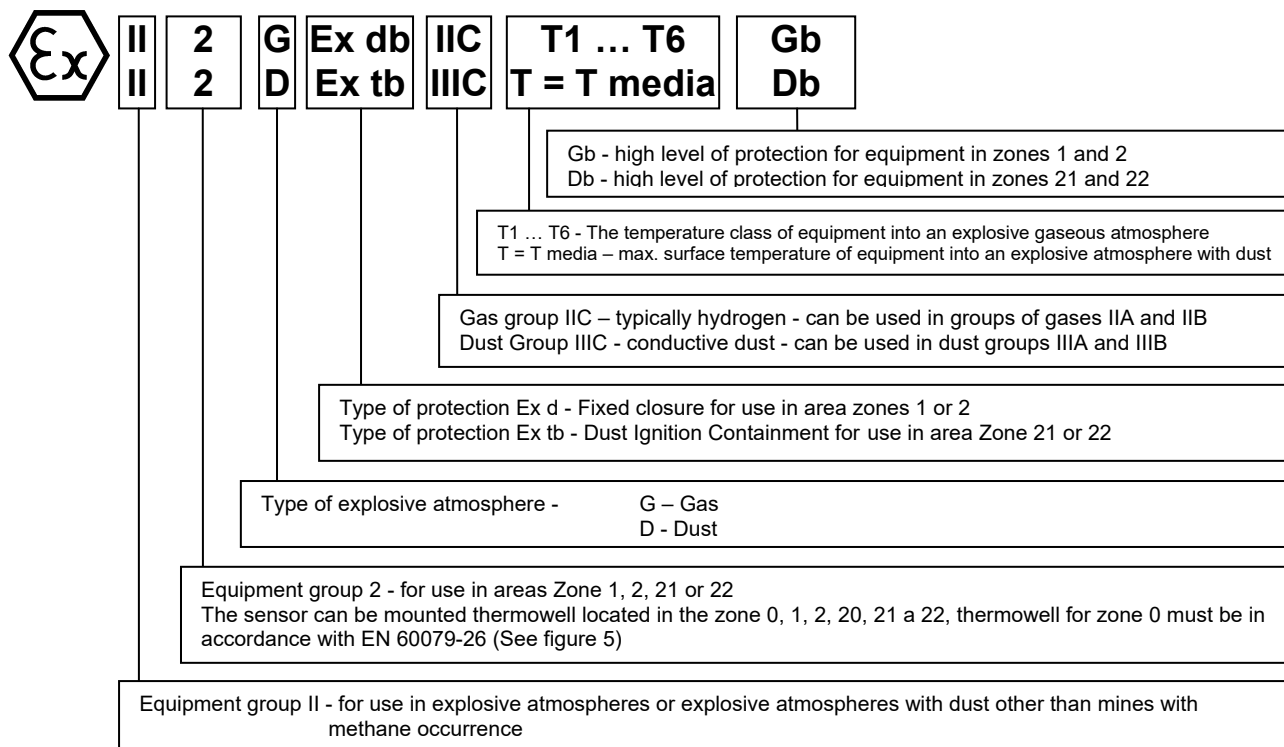 Ex II 2 G Ex db IIC T1 … T6 Gb
II 2 D Ex tb IIIC T = T media Db
Gb - high level of protection for equipment in zones 1 and 2
Db - high level of protection for equipment in zones 21 and 22
T1 … T6 - The temperature class of equipment into an explosive gaseous atmosphere
T = T media – max. surface temperature of equipment into an explosive atmosphere with dust
Gas group IIC – typically hydrogen - can be used in groups of gases IIA and IIB
Dust Group IIIC - conductive dust - can be used in dust groups IIIA and IIIB
Type of protection Ex d - Fixed closure for use in area zones 1 or 2
Type of protection Ex tb - Dust Ignition Containment for use in area Zone 21 or 22
Type of explosive atmosphere - G – Gas
D - Dust
Equipment group 2 - for use in areas Zone 1, 2, 21 or 22
The sensor can be mounted thermowell located in the zone 0, 1, 2, 20, 21 a 22, thermowell for zone 0 must be in
accordance with EN 60079-26 (See figure 5)
Equipment group II - for use in explosive atmospheres or explosive atmospheres with dust other than mines with
methane occurrence